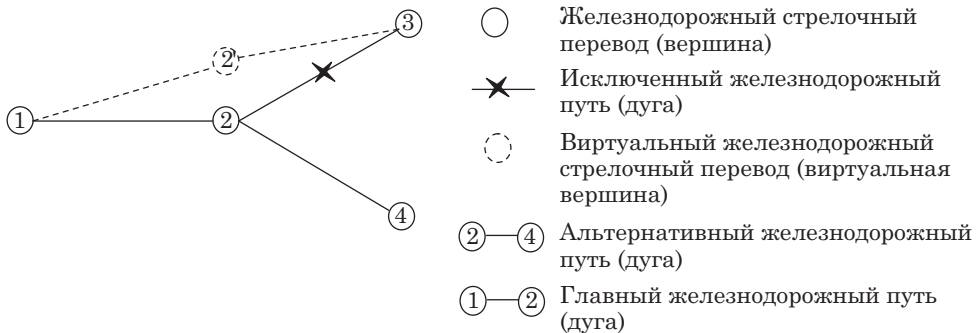 3
2'
1
2
4
Железнодорожный стрелочный
перевод (вершина)
Исключенный железнодорожный
путь (дуга)
Виртуальный железнодорожный
стрелочный перевод (виртуальная
вершина)
2 4 Альтернативный железнодорожный
путь (дуга)
1 2 Главный железнодорожный путь
(дуга)